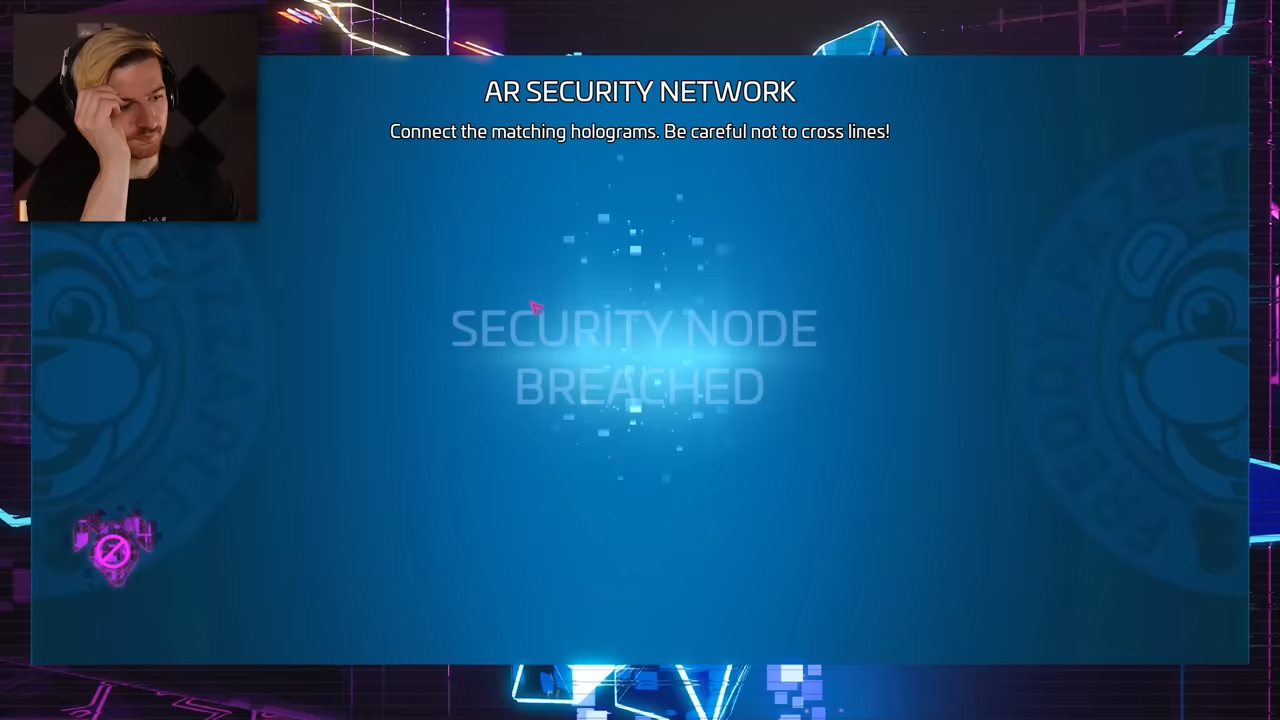 AR SECURITY NETWORK
Connect the matching holograms. Be careful not to cross lines!
SECURITY NODE
BREACHED